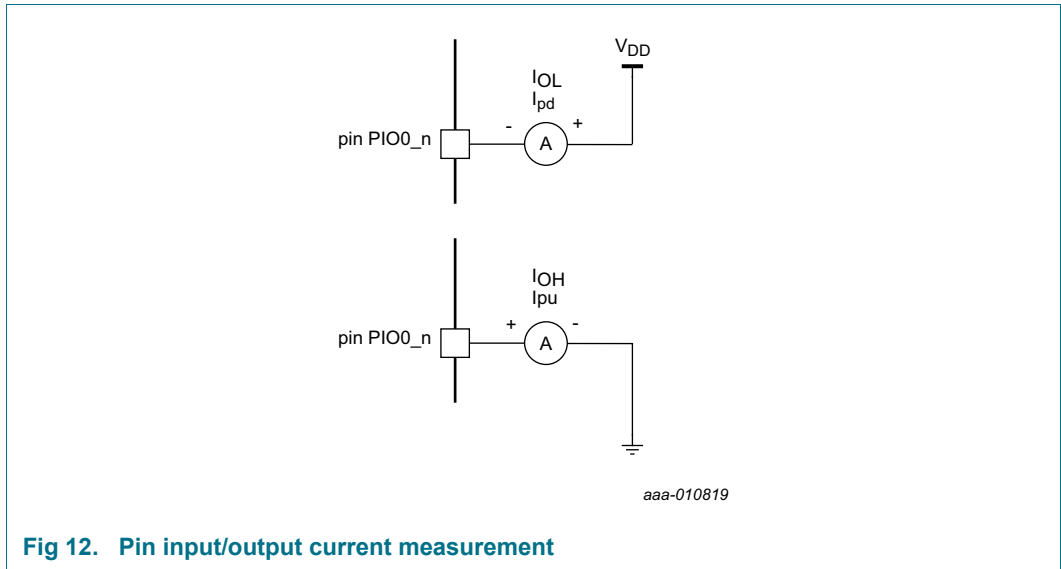 VDD
IOL
Ipd
- +
pin PIO0_n
A
IOH
Ipu
+ -
pin PIO0_n
A
aaa-010819
Fig 12. Pin input/output current measurement